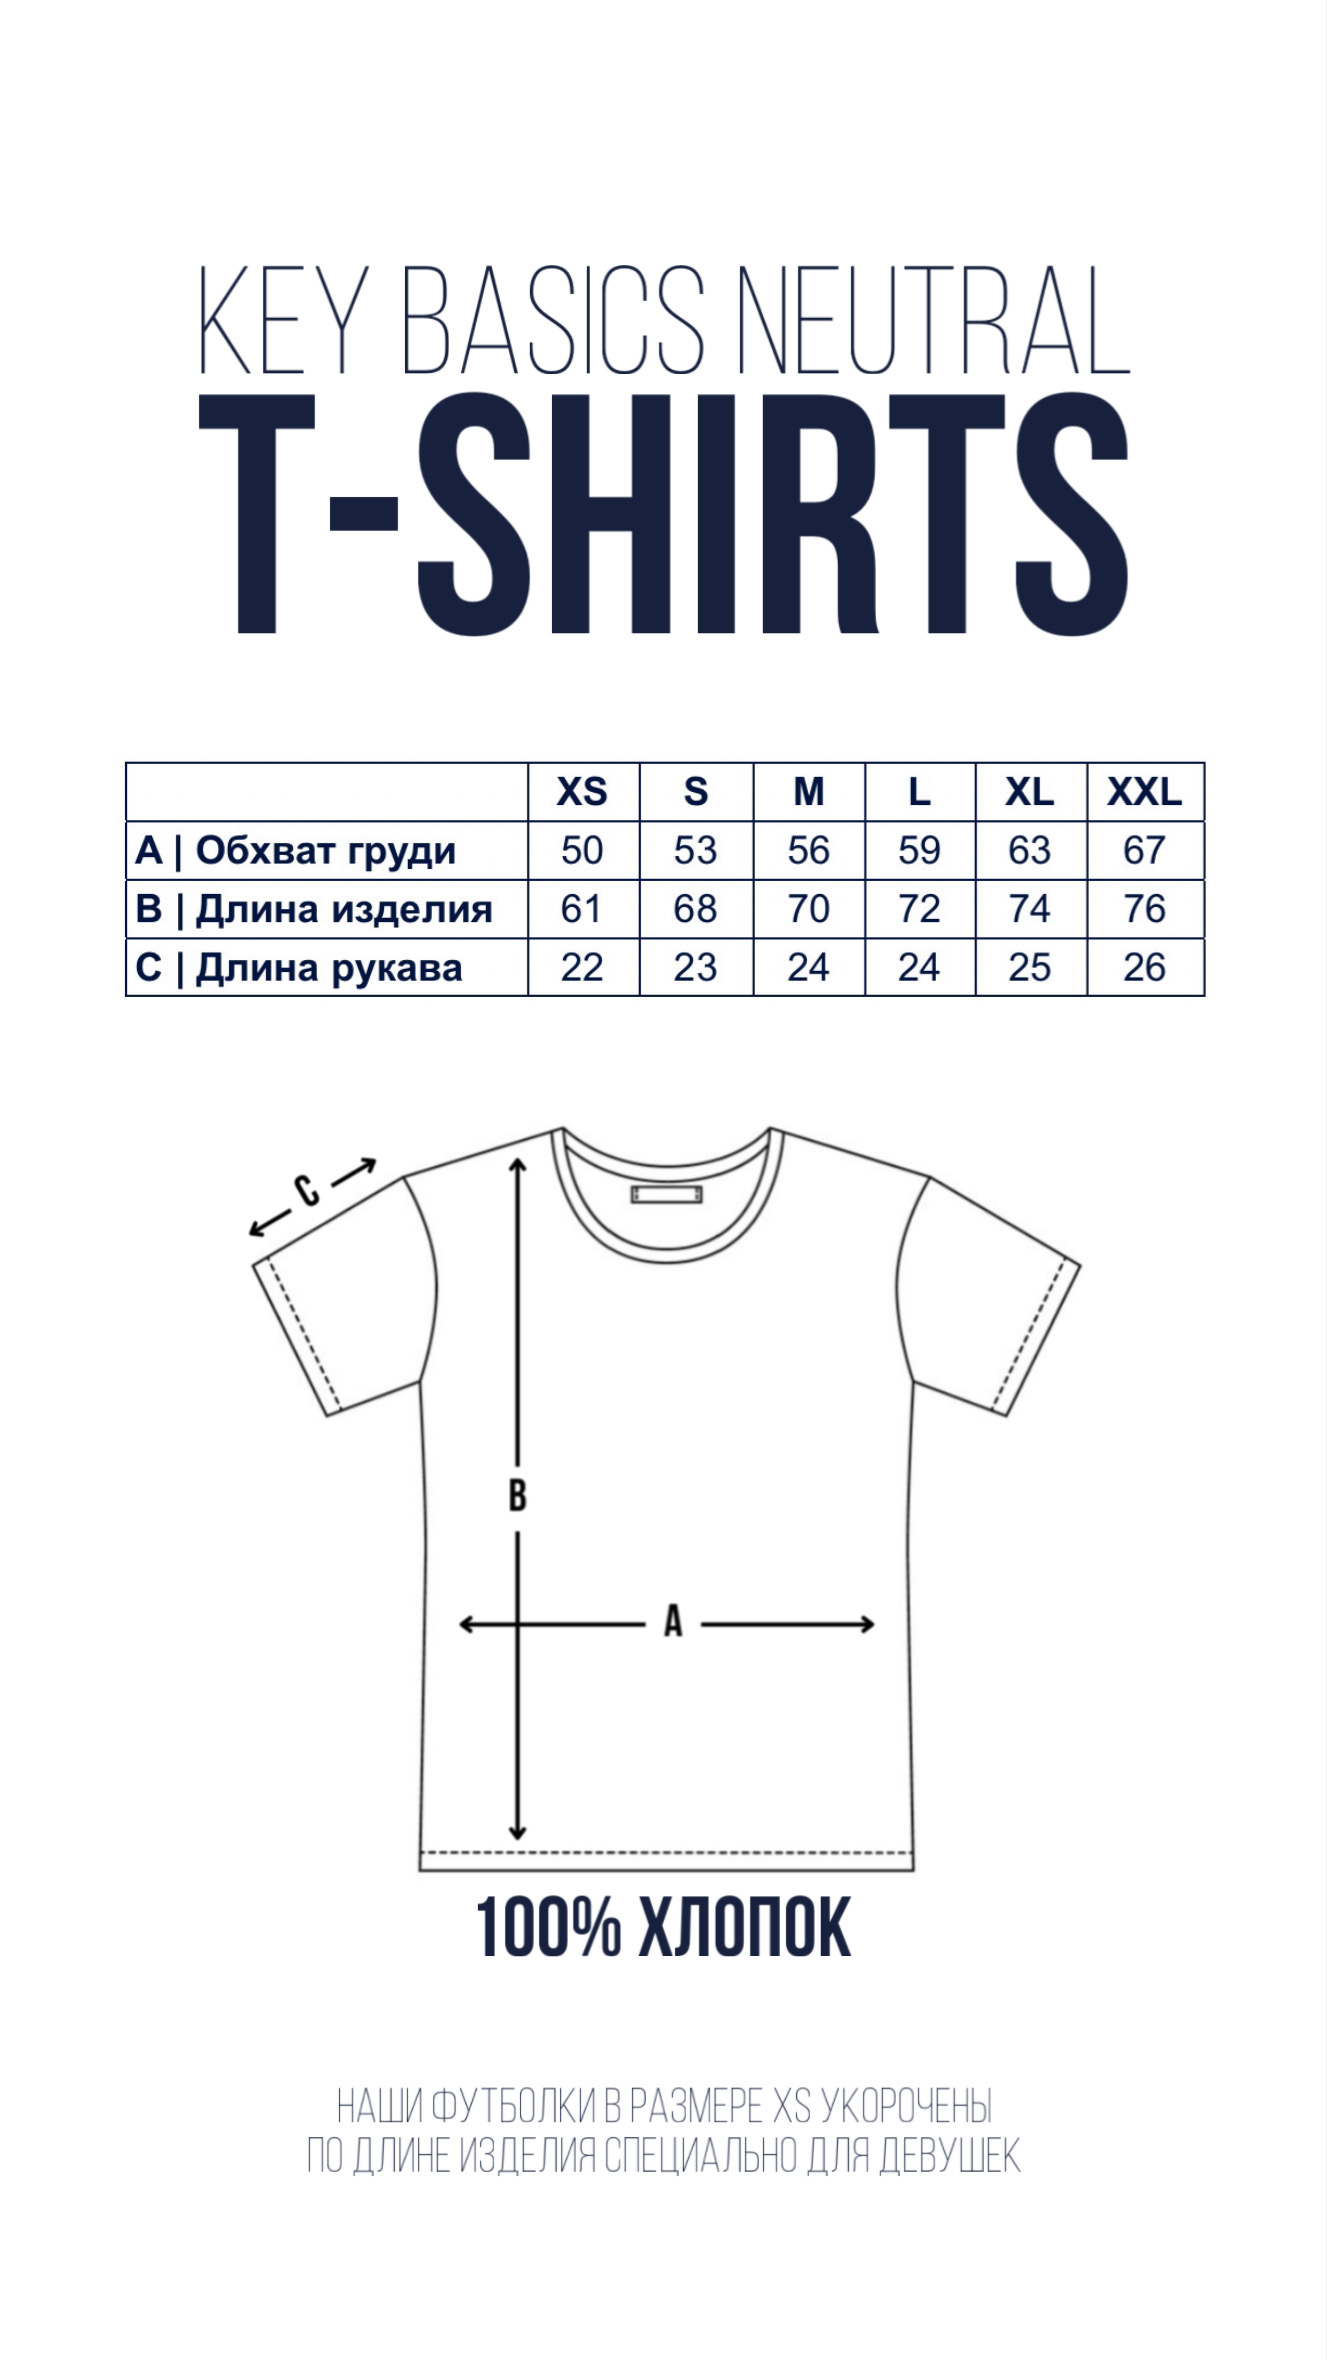 KEY BASICS NEUTRAL
T-SHIRTS
XS S M L XL XXL
A | Обхват груди 50 53 56 59 63 67
B | Длина изделия 61 68 70 72 74 76
C | Длина рукава 22 23 24 24 25 26
C
B
A
100% ХЛОПОК
НАШИ ФУТБОЛКИ В РАЗМЕРЕ XS УКОРОЧЕНЫ
ПО ДЛИНЕ ИЗДЕЛИЯ СПЕЦИАЛЬНО ДЛЯ ДЕВУШЕК